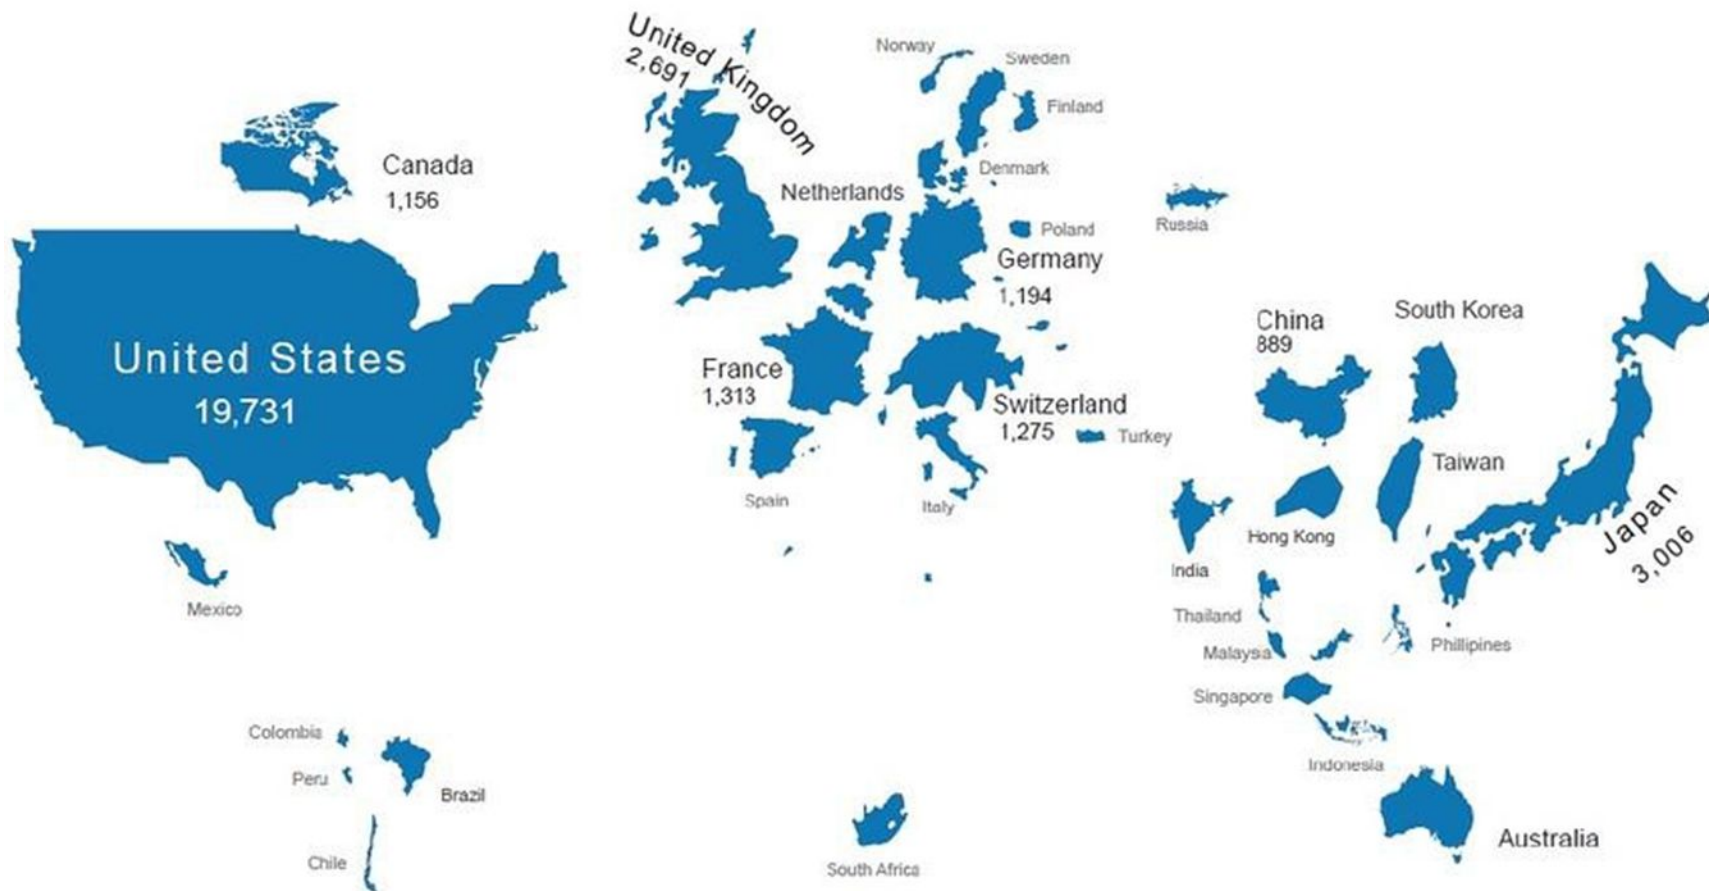 United Kingdom
2,691
Norway
Sweden
Finland
Denmark
Canada
1,156
Netherlands
Poland
Russia
Germany
1,194
United States
19,731
France
1,313
Switzerland
1,275
Turkey
China
889
South Korea
Spain
Italy
Taiwan
Japan
3,006
Hong Kong
India
Mexico
Thailand
Malaysia
Phillipines
Singapore
Indonesia
Colombia
Peru
Brazil
Chile
South Africa
Australia